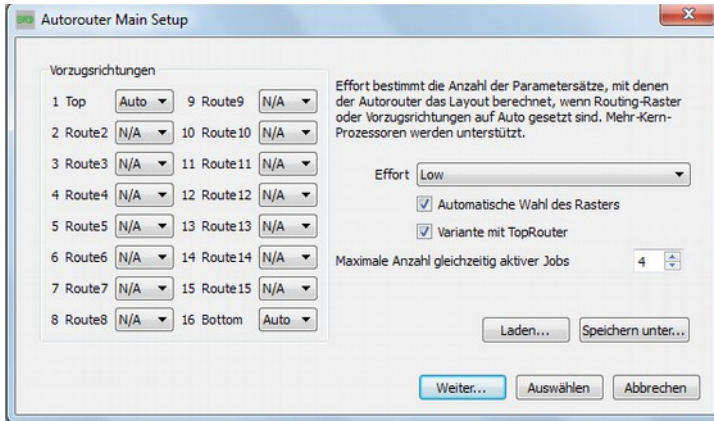 BRD Autorouter Main Setup
Vorzugsrichtungen
1 Top Auto 9 Route9 N/A
2 Route2 N/A 10 Route10 N/A
3 Route3 N/A 11 Route11 N/A
4 Route4 N/A 12 Route12 N/A
5 Route5 N/A 13 Route13 N/A
6 Route6 N/A 14 Route14 N/A
7 Route7 N/A 15 Route15 N/A
8 Route8 N/A 16 Bottom Auto
Effort bestimmt die Anzahl der Parametersätze, mit denen
der Autorouter das Layout berechnet, wenn Routing-Raster
oder Vorzugsrichtungen auf Auto gesetzt sind. Mehr-Kern-
Prozessoren werden unterstützt.
Effort Low
Automatische Wahl des Rasters
Variante mit TopRouter
Maximale Anzahl gleichzeitig aktiver Jobs 4
Laden... Speichern unter...
Weiter... Auswählen Abbrechen